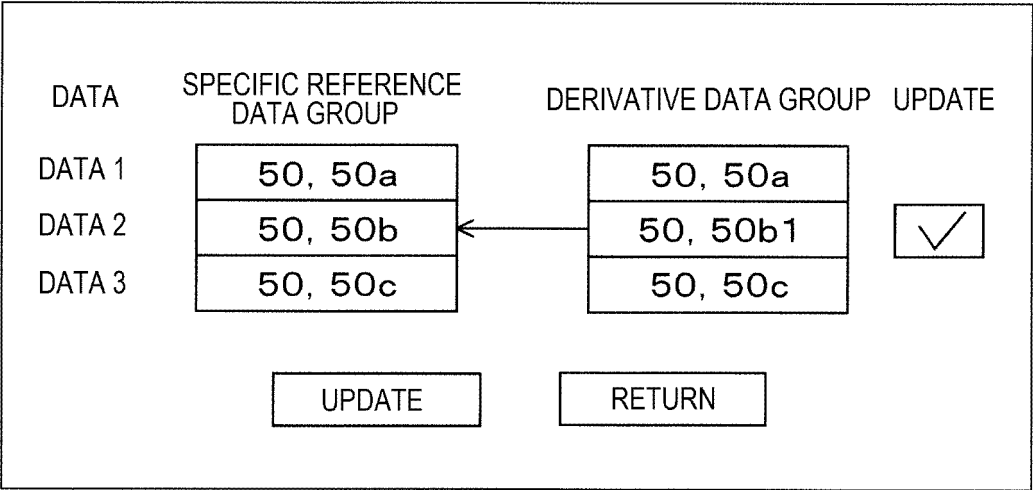 DATA
SPECIFIC REFERENCE
DATA GROUP
DERIVATIVE DATA GROUP
UPDATE
DATA 1
50, 50a
50, 50a
DATA 2
50, 50b
50, 50b1
DATA 3
50, 50c
50, 50c
UPDATE
RETURN